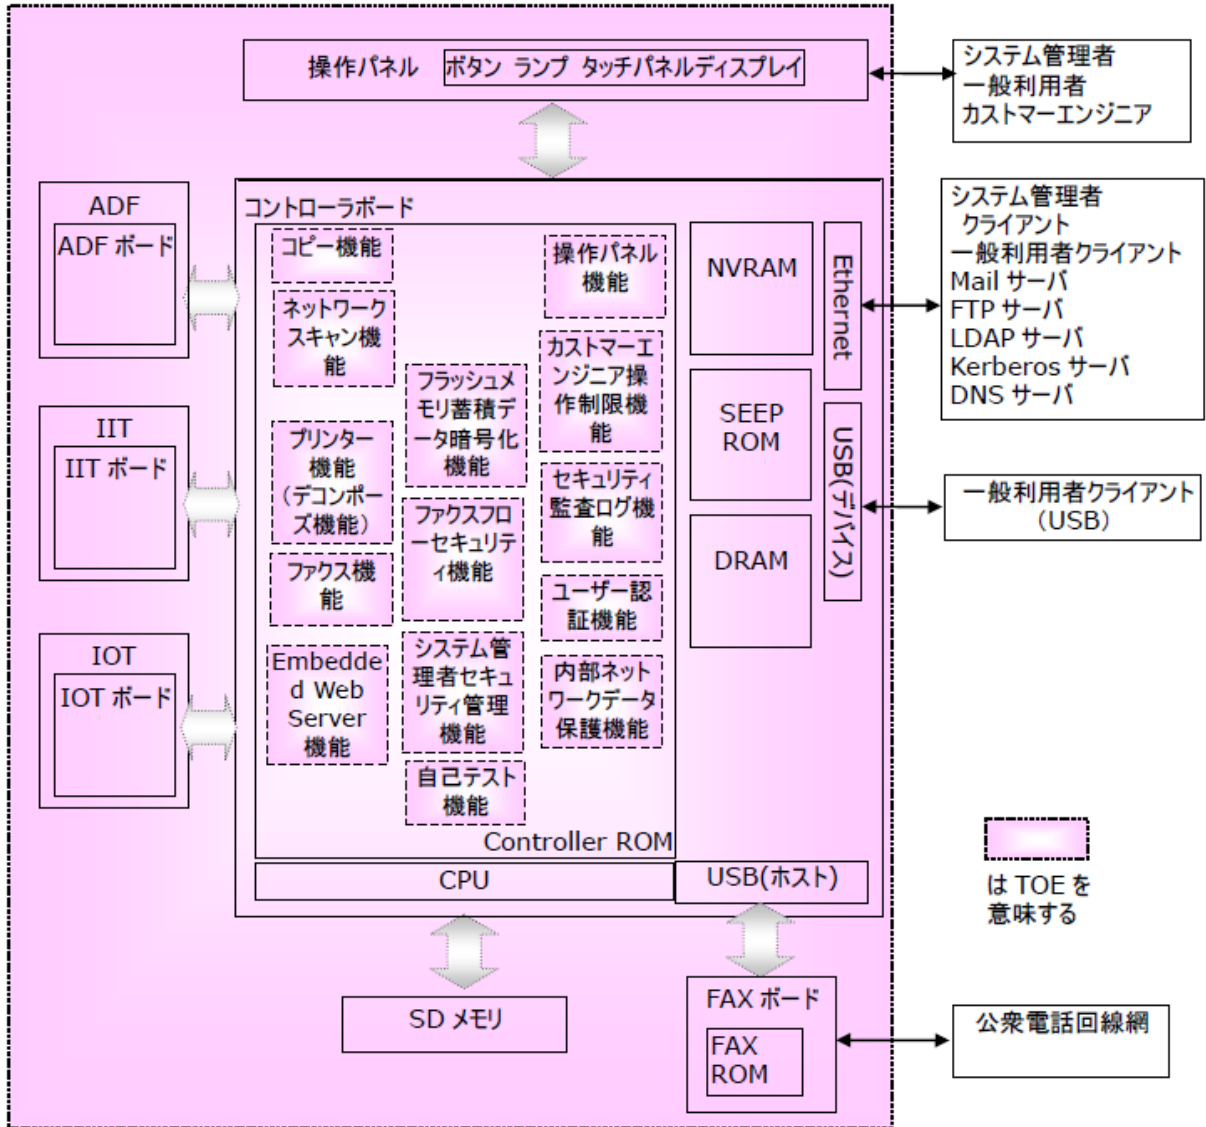 操作パネル ボタン ランプ タッチパネルディスプレイ
システム管理者
一般利用者
カストマーエンジニア
ADF
ADF ボード
IIT
IIT ボード
IOT
IOT ボード
コントローラボード
コピー機能
ネットワーク
スキャン機
能
プリンター
機能
（デコンポー
ズ機能）
ファクス機
能
Embedde
d Web
Server
機能
フラッシュメ
モリ蓄積デ
ータ暗号化
機能
ファクスフロ
ーセキュリテ
ィ機能
システム管
理者セキュ
リティ管理
機能
自己テスト
機能
操作パネル
機能
カストマーエ
ンジニア操
作制限機
能
セキュリティ
監査ログ機
能
ユーザー認
証機能
内部ネット
ワークデータ
保護機能
Controller ROM
CPU
NVRAM
SEEP
ROM
DRAM
Ethernet
USB(デバイス)
USB(ホスト)
システム管理者
クライアント
一般利用者クライアント
Mail サーバ
FTP サーバ
LDAP サーバ
Kerberos サーバ
DNS サーバ
一般利用者クライアント
（USB）
は TOE を
意味する
SD メモリ
FAX ボード
FAX
ROM
公衆電話回線網